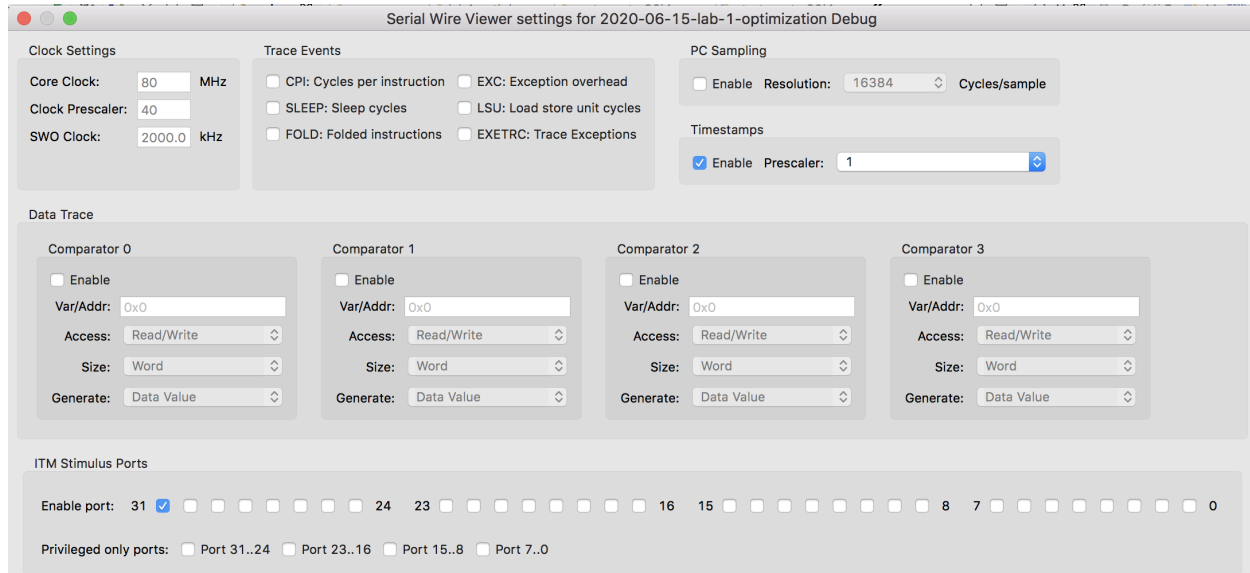 Serial Wire Viewer settings for 2020-06-15-lab-1-optimization Debug
Clock Settings
Core Clock: 80 MHz
Clock Prescaler: 40
SWO Clock: 2000.0 kHz
Trace Events
CPI: Cycles per instruction EXC: Exception overhead
SLEEP: Sleep cycles LSU: Load store unit cycles
FOLD: Folded instructions EXETRC: Trace Exceptions
PC Sampling
Enable Resolution: 16384 Cycles/sample
Timestamps
Enable Prescaler: 1
Data Trace
Comparator 0
Enable
Var/Addr: 0x0
Access: Read/Write
Size: Word
Generate: Data Value
Comparator 1
Enable
Var/Addr: 0x0
Access: Read/Write
Size: Word
Generate: Data Value
Comparator 2
Enable
Var/Addr: 0x0
Access: Read/Write
Size: Word
Generate: Data Value
Comparator 3
Enable
Var/Addr: 0x0
Access: Read/Write
Size: Word
Generate: Data Value
ITM Stimulus Ports
Enable port: 31 24 23 16 15 8 7 0
Privileged only ports: Port 31..24 Port 23..16 Port 15..8 Port 7..0